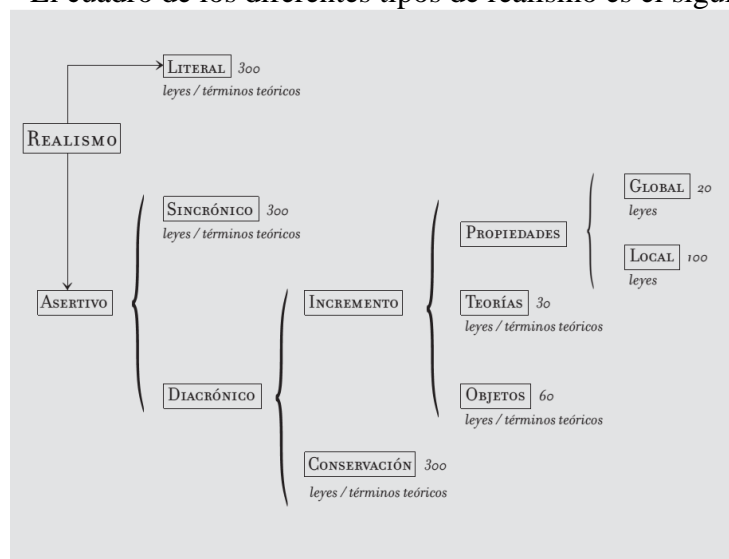 El cuadro de los diferentes tipos de realismo es el
LITERAL 300
leyes / términos teóricos
REALISMO
GLOBAL 20
leyes
SINCRÓNICO 300
leyes / términos teóricos
PROPIEDADES
LOCAL 100
leyes
ASERTIVO
INCREMENTO
TEORÍAS 30
leyes / términos teóricos
DIACRÓNICO
OBJETOS 60
leyes / términos teóricos
CONSERVACIÓN 300
leyes / términos teóricos